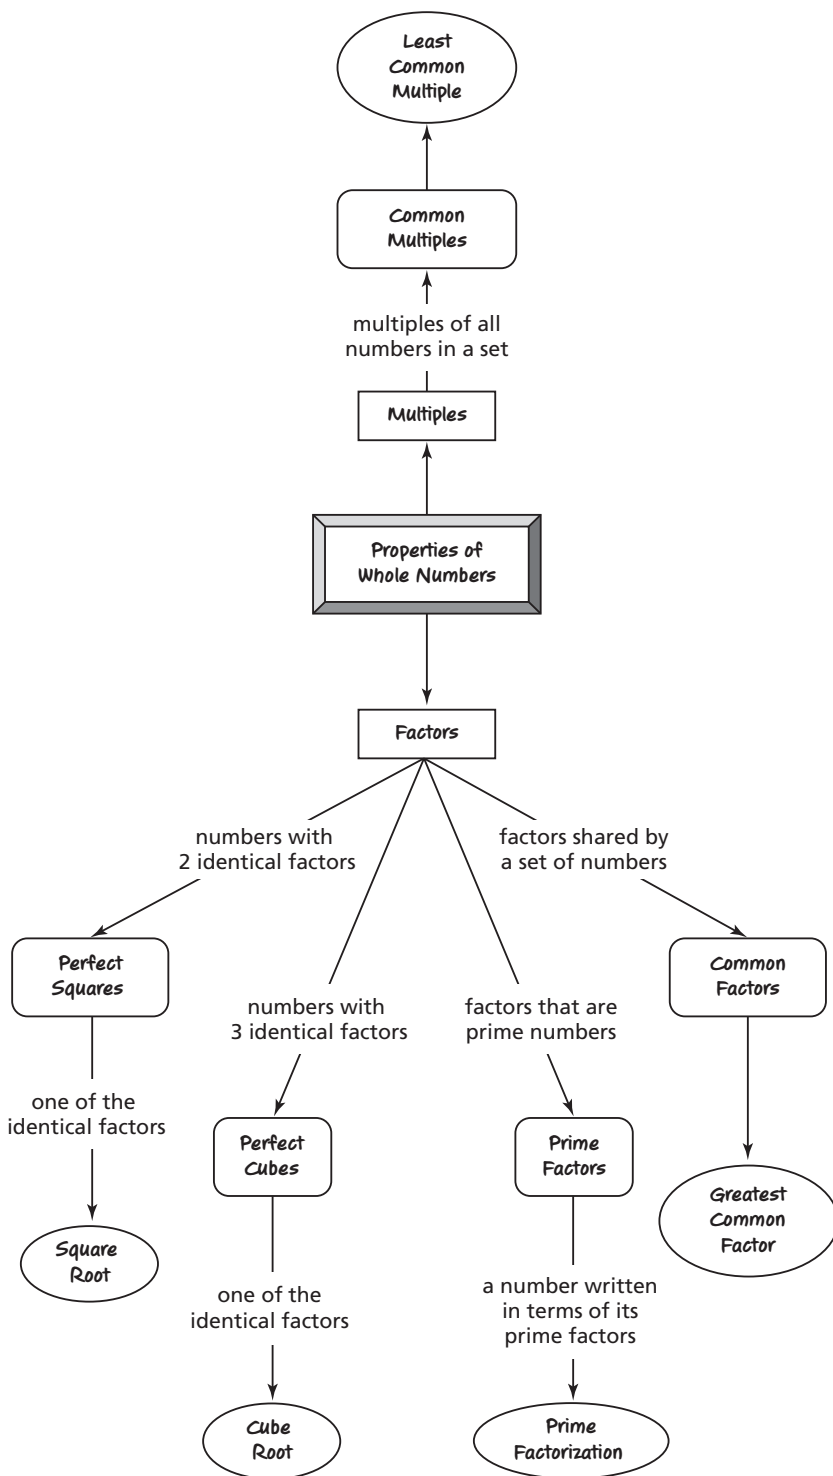 Least
Common
Multiple
Common
Multiples
multiples of all
numbers in a set
Multiples
Properties of
Whole Numbers
Factors
numbers with
2 identical factors
factors shared by
a set of numbers
Perfect
Squares
Common
Factors
numbers with
3 identical factors
factors that are
prime numbers
one of the
identical factors
Perfect
Cubes
Prime
Factors
Greatest
Common
Factor
Square
Root
one of the
identical factors
a number written
in terms of its
prime factors
Cube
Root
Prime
Factorization